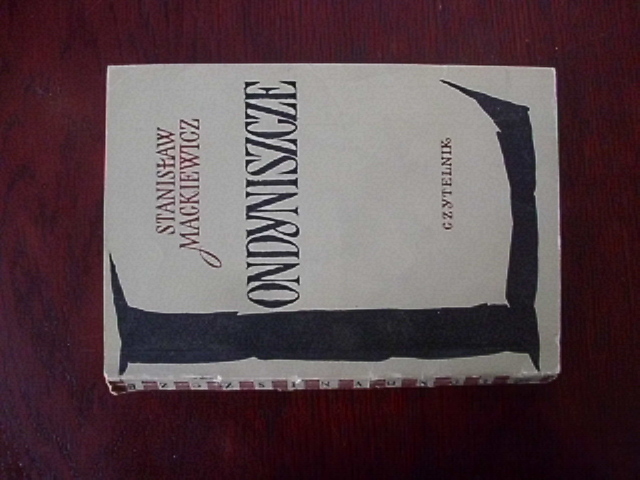 STANISŁAW
MACKIEWICZ
ONDYNISZCZE
CZYTELNIK